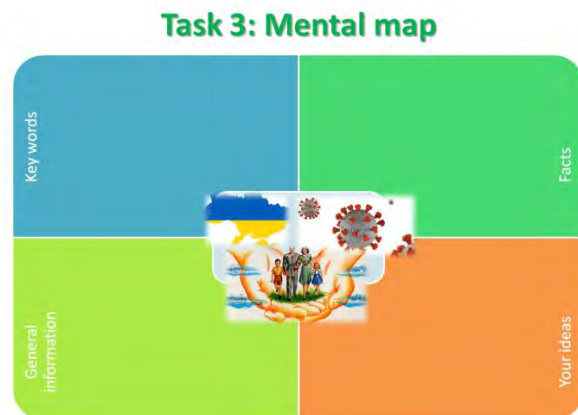 Task 3: Mental map
Key words
Facts
General
information
Your ideas